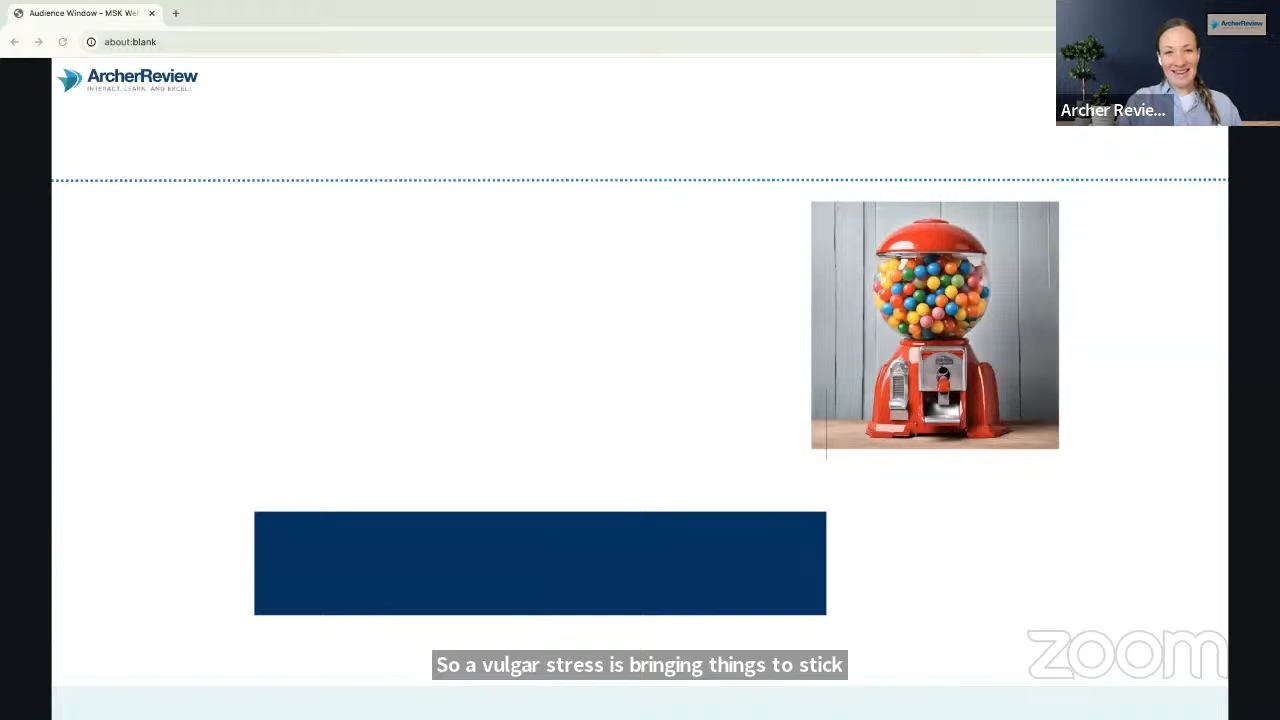 Audience Window - MSK We
about:blank
ArcherReview
INTERACT, LEARN, AND EXCEL!
ArcherReview
Archer Revie...
So a vulgar stress is bringing things to stick
zoom